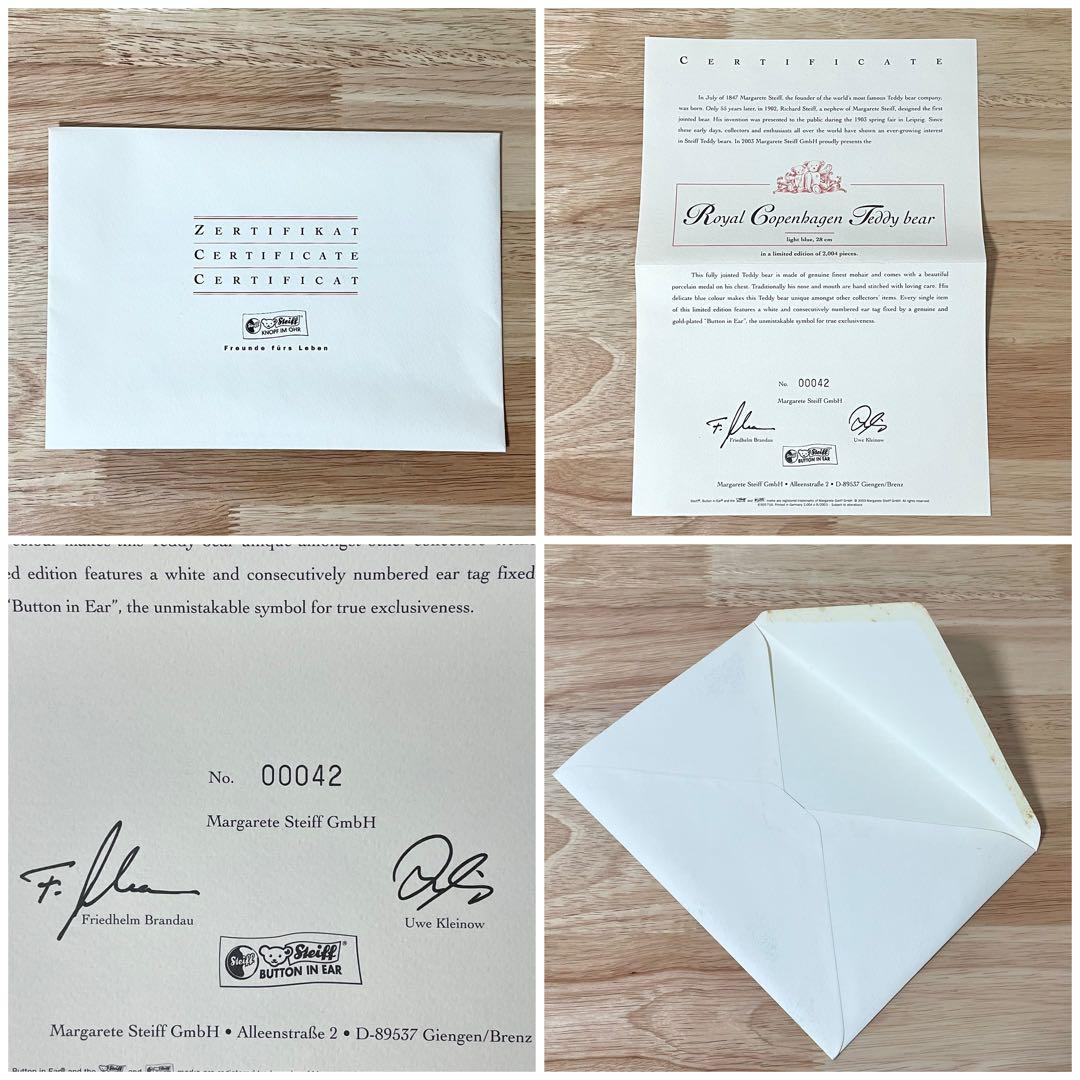 ZERTIFIKAT
CERTIFICATE
CERTIFICAT
Steiff
KNOPF IM OHR
Freunde fürs Leben
CERTIFICATE
In July of 1847 Margarete Steiff, the founder of the world's most famous Teddy bear company,
was born. Only 55 years later, in 1902, Richard Steiff, a nephew of Margarete Steiff, designed the first
jointed bear. His invention was presented to the public during the 1903 spring fair in Leipzig. Since
these early days, collectors and enthusiasts all over the world have shown an ever-growing interest
in Steiff Teddy bears. In 2003 Margarete Steiff GmbH proudly presents the
Royal Copenhagen Teddy bear
light blue, 28 cm
in a limited edition of 2,004 pieces.
This fully jointed Teddy bear is made of genuine finest mohair and comes with a beautiful
porcelain medal on his chest. Traditionally his nose and mouth are hand stitched with loving care. His
delicate blue colour makes this Teddy bear unique amongst other collectors' items. Every single item
of this limited edition features a white and consecutively numbered ear tag fixed by a genuine and
gold-plated "Button in Ear", the unmistakable symbol for true exclusiveness.
No. 00042
Margarete Steiff GmbH
Friedhelm Brandau
Uwe Kleinow
Steiff
BUTTON IN EAR
Margarete Steiff GmbH • Alleenstraße 2 • D-89537 Giengen/Brenz
colour makes this Teddy bear unique amongst other collectors' items
ed edition features a white and consecutively numbered ear tag fixed
"Button in Ear", the unmistakable symbol for true exclusiveness.
No. 00042
Margarete Steiff GmbH
Friedhelm Brandau
Uwe Kleinow
Steiff Steiff®
BUTTON IN EAR
Margarete Steiff GmbH • Alleenstraße 2 • D-89537 Giengen/Brenz